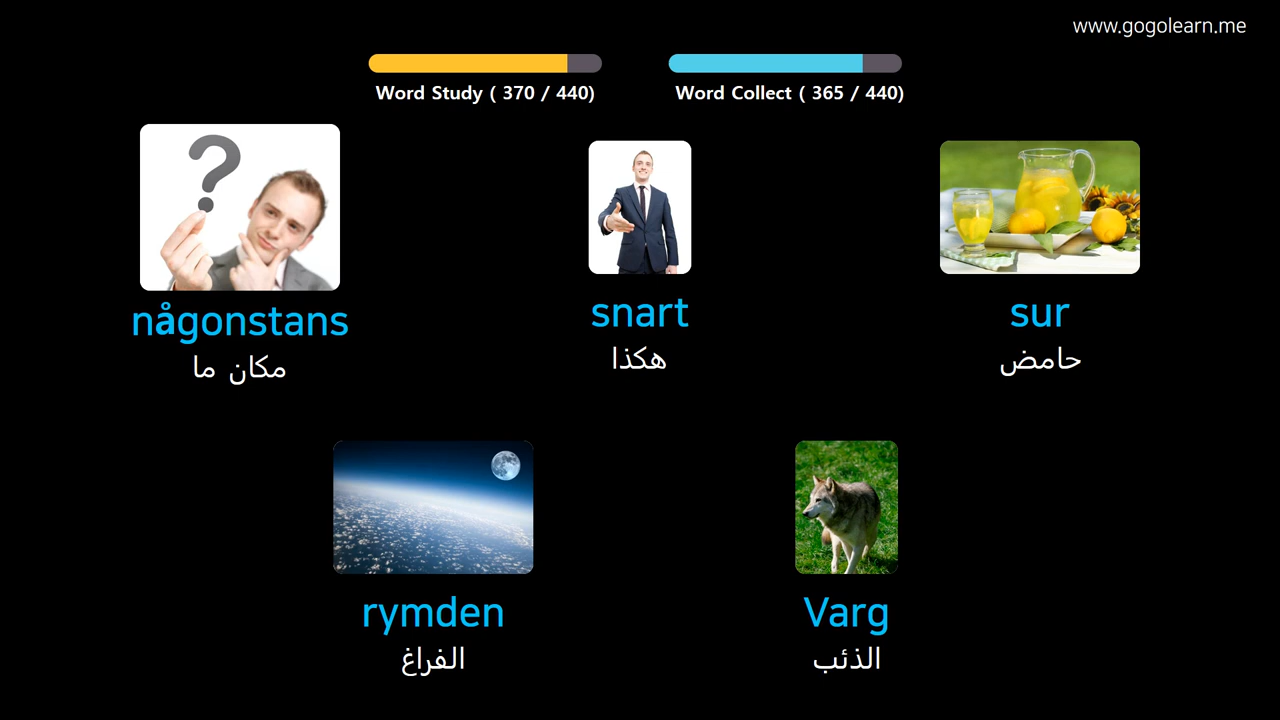 www.gogolearn.me
Word Study ( 370 / 440)
Word Collect ( 365 / 440)
någonstans
مكان ما
snart
هكذا
sur
حامض
rymden
الفراغ
Varg
الذئب